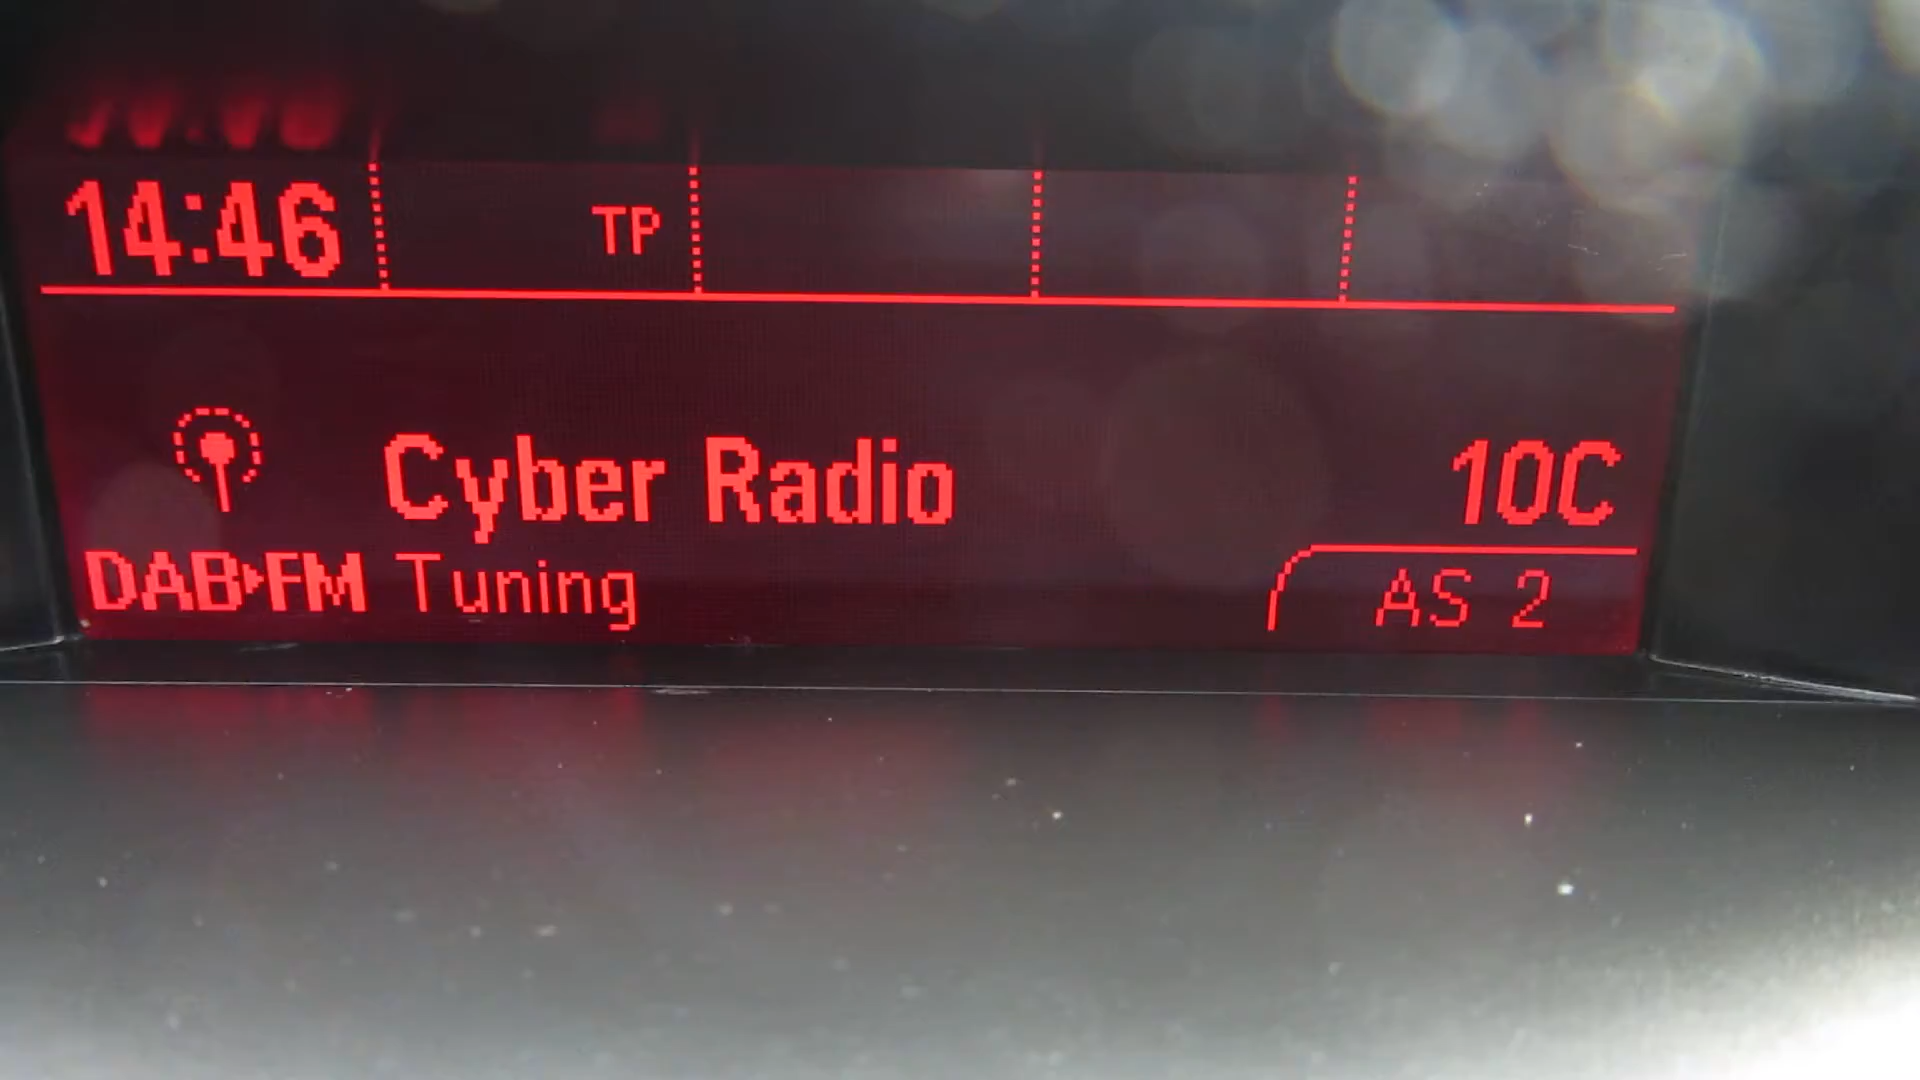 14:46 TP
Cyber Radio 10C
DAB▸FM Tuning AS 2